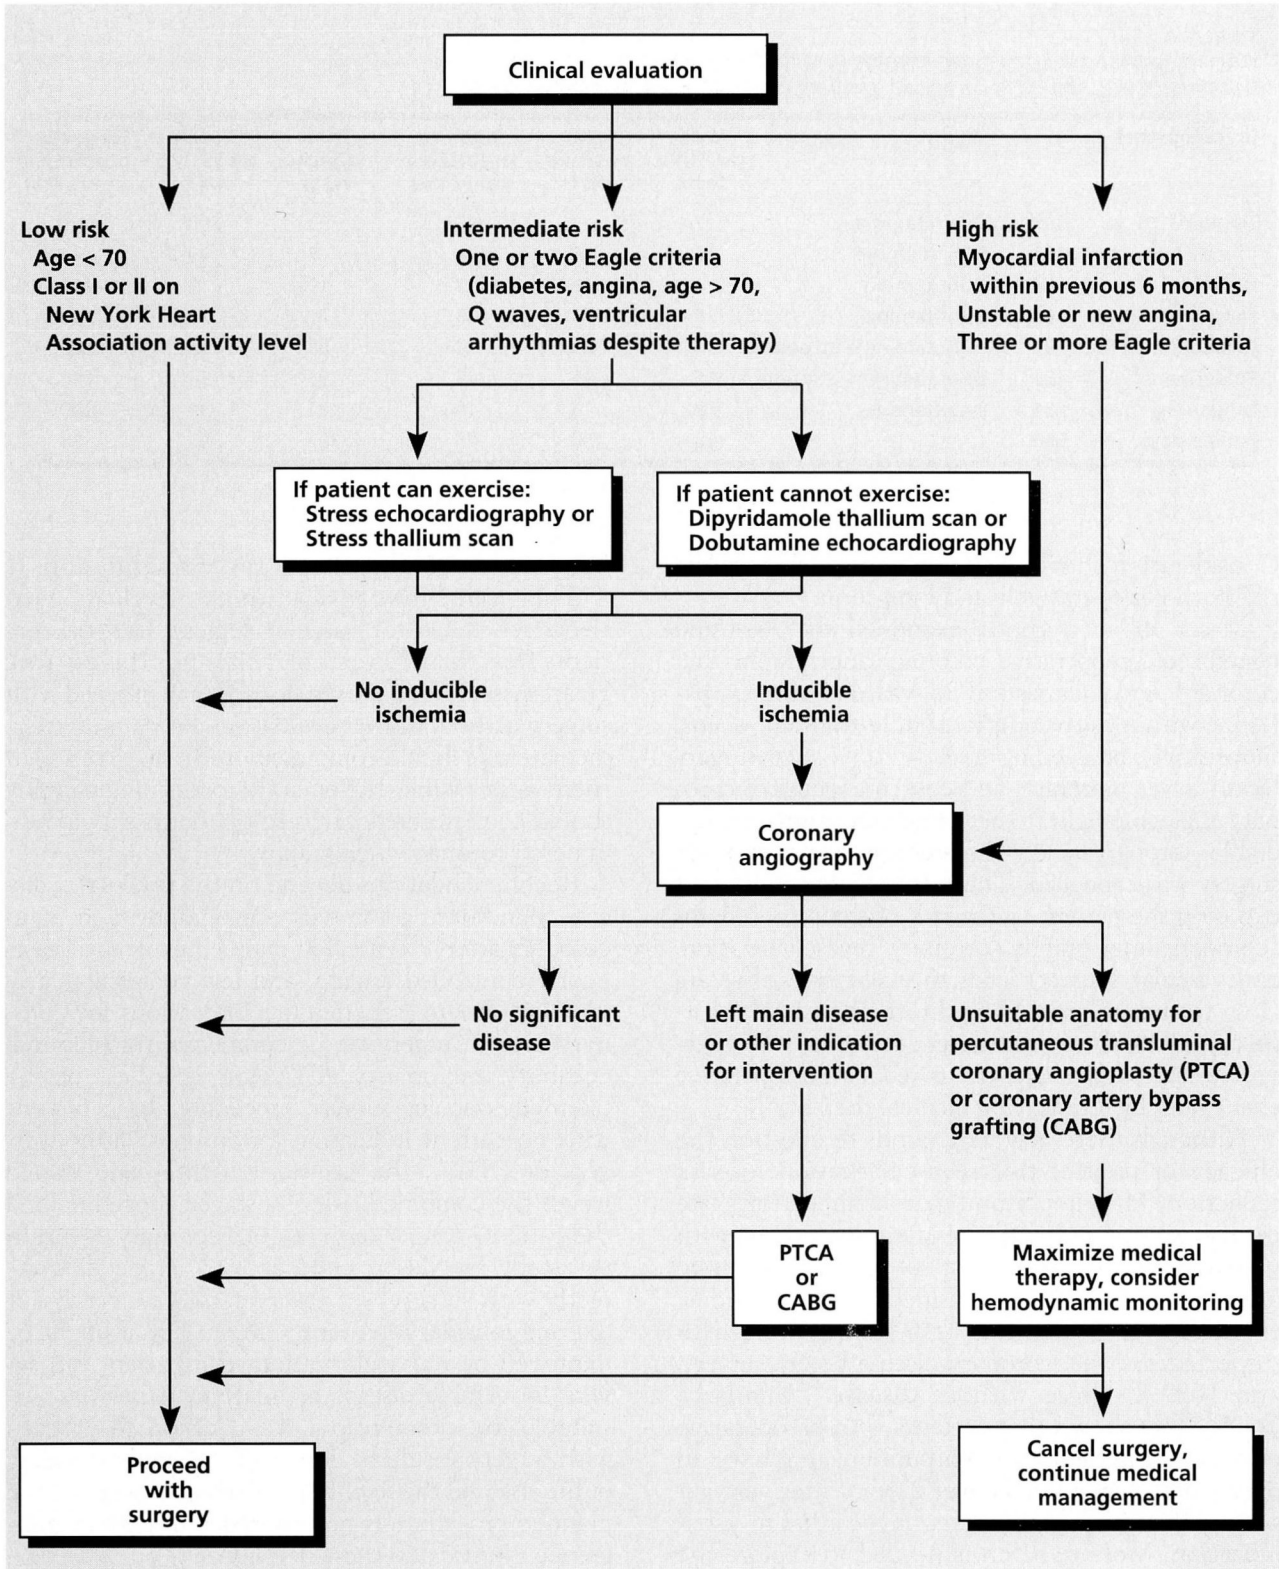 Clinical evaluation
Low risk
Age < 70
Class I or II on
New York Heart
Association activity level
Intermediate risk
One or two Eagle criteria
(diabetes, angina, age > 70,
Q waves, ventricular
arrhythmias despite therapy)
High risk
Myocardial infarction
within previous 6 months,
Unstable or new angina,
Three or more Eagle criteria
If patient can exercise:
Stress echocardiography or
Stress thallium scan
If patient cannot exercise:
Dipyridamole thallium scan or
Dobutamine echocardiography
No inducible
ischemia
Inducible
ischemia
Coronary
angiography
No significant
disease
Left main disease
or other indication
for intervention
Unsuitable anatomy for
percutaneous transluminal
coronary angioplasty (PTCA)
or coronary artery bypass
grafting (CABG)
PTCA
or
CABG
Maximize medical
therapy, consider
hemodynamic monitoring
Proceed
with
surgery
Cancel surgery,
continue medical
management